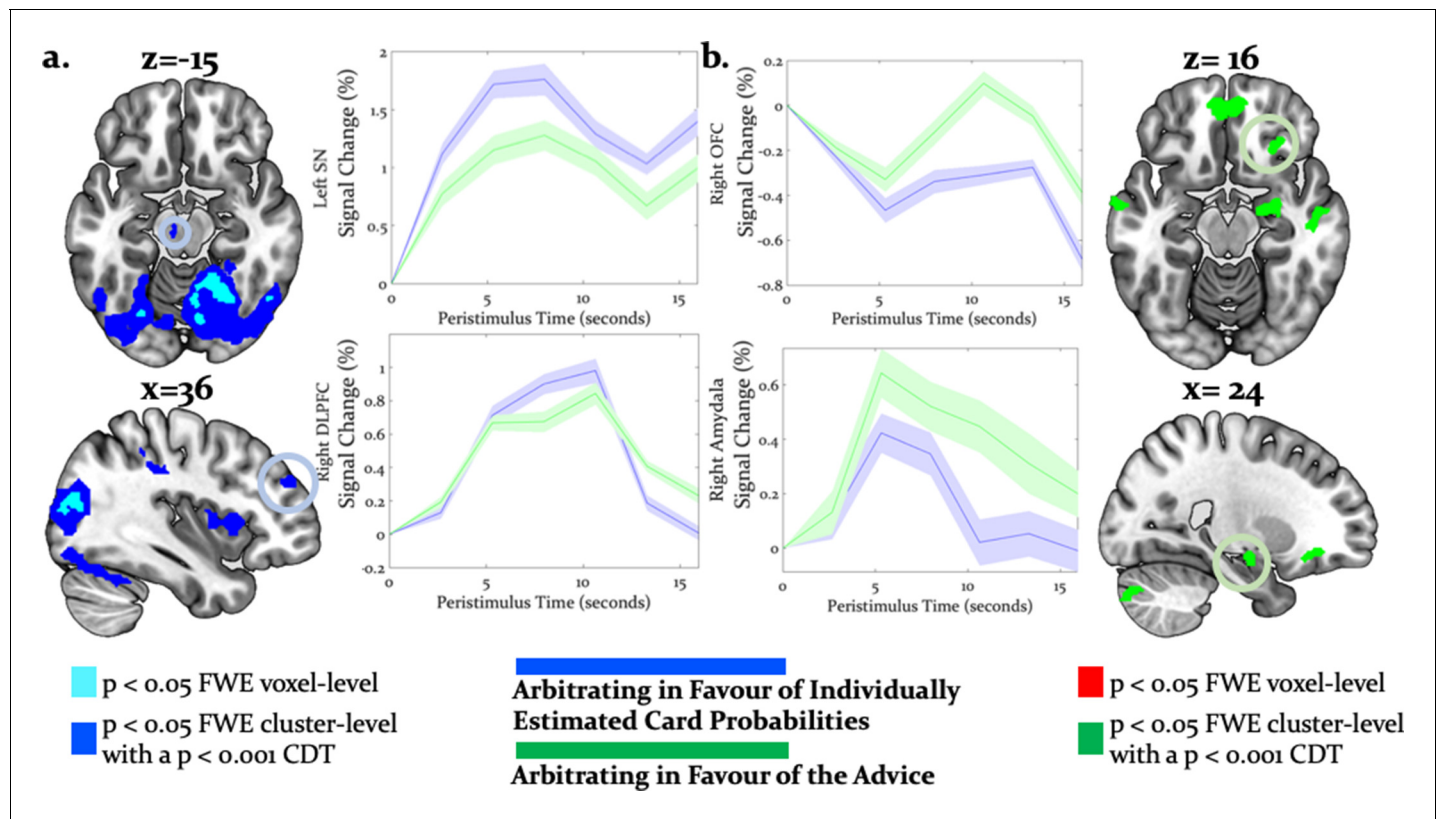 a.
z=-15
Left SN
Signal Change (%)
2
1.5
1
0.5
0
0
5
10
15
Peristimulus Time (seconds)
x=36
Right DLPFC
Signal Change (%)
1
0.8
0.6
0.4
0.2
0
-0.2
0
5
10
15
Peristimulus Time (seconds)
b.
Right OFC
Signal Change (%)
0.2
0
-0.2
-0.4
-0.6
-0.8
0
5
10
15
Peristimulus Time (seconds)
z= 16
Right Amydala
Signal Change (%)
0.6
0.4
0.2
0
0
5
10
15
Peristimulus Time (seconds)
x= 24
p < 0.05 FWE voxel-level
p < 0.05 FWE cluster-level
with a p < 0.001 CDT
Arbitrating in Favour of Individually
Estimated Card Probabilities
Arbitrating in Favour of the Advice
p < 0.05 FWE voxel-level
p < 0.05 FWE cluster-level
with a p < 0.001 CDT